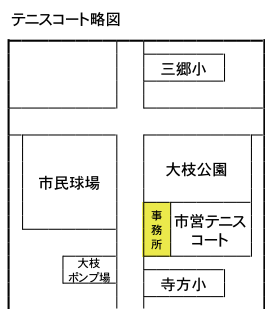 テニスコート略図
三郷小
市民球場
大枝公園
事
務
所
市営テニス
コート
大枝
ポンプ場
寺方小